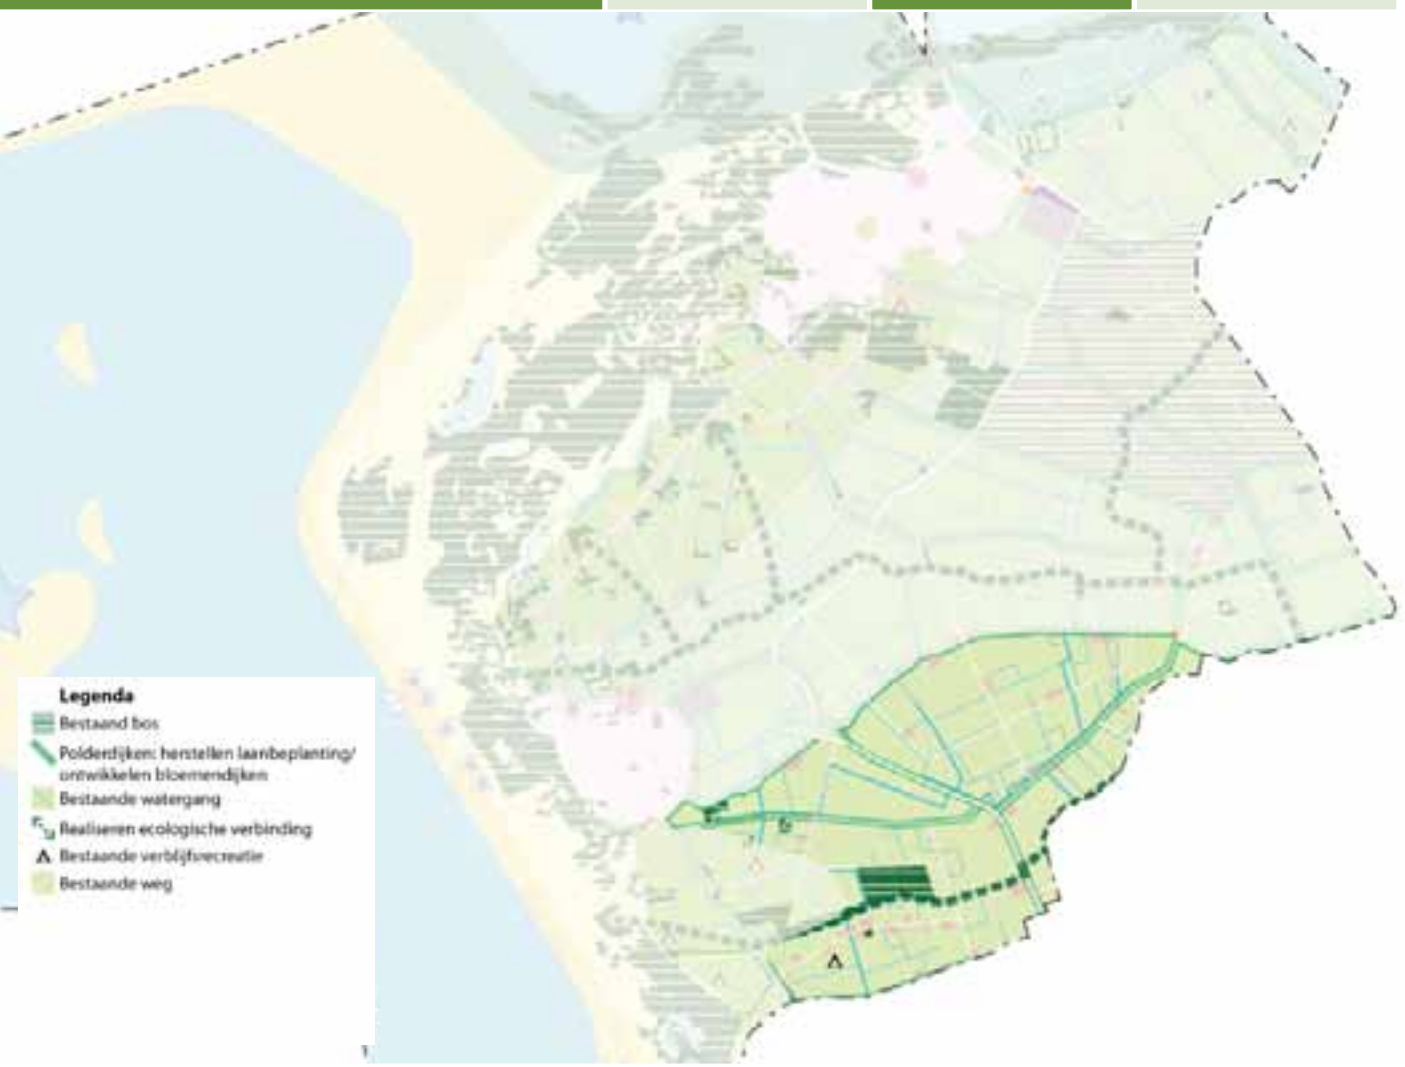 Legenda
Bestaand bos
Polderdijken: herstellen laanbeplanting/
ontwikkelen bloemendijken
Bestaande watergang
Realiseren ecologische verbinding
Bestaande verblijfsrecreatie
Bestaande weg